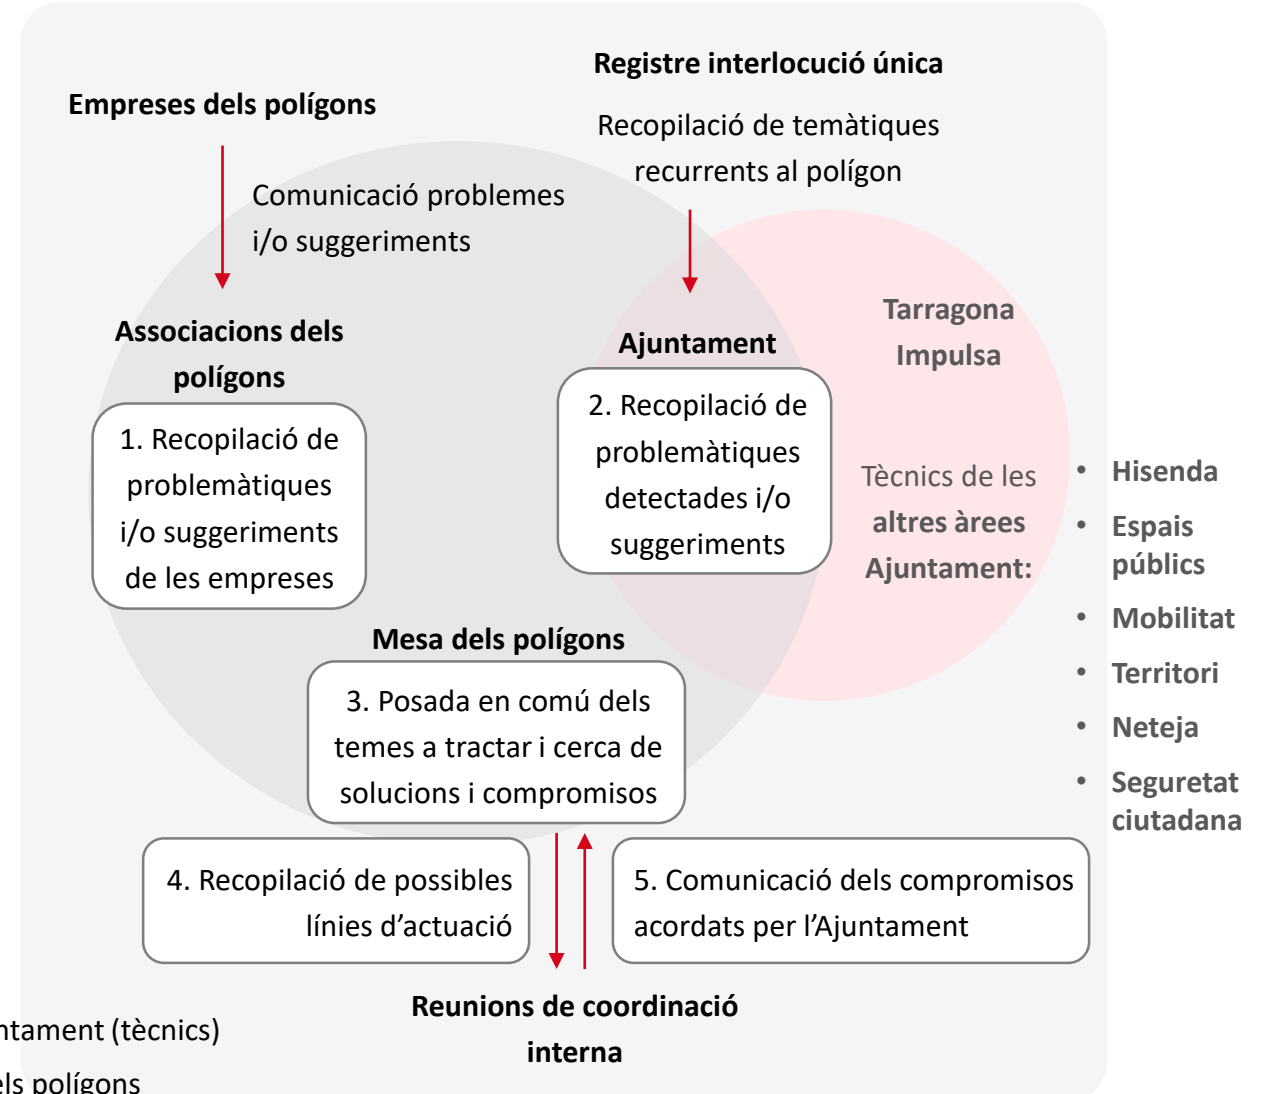 Empreses dels polígons
Comunicació problemes
i/o suggeriments
Registre interlocució única
Recopilació de temàtiques
recurrents al polígon
Associacions dels
polígons
1. Recopilació de
problemàtiques
i/o suggeriments
de les empreses
Ajuntament
2. Recopilació de
problemàtiques
detectades i/o
suggeriments
Tarragona
Impulsa
Tècnics de les
altres àrees
Ajuntament:
• Hisenda
• Espais
públics
• Mobilitat
• Territori
• Neteja
• Seguretat
ciutadana
Mesa dels polígons
3. Posada en comú dels
temes a tractar i cerca de
solucions i compromisos
4. Recopilació de possibles
línies d’actuació
5. Comunicació dels compromisos
acordats per l’Ajuntament
Reunions de coordinació
interna
ntament (tècnics)
els polígons